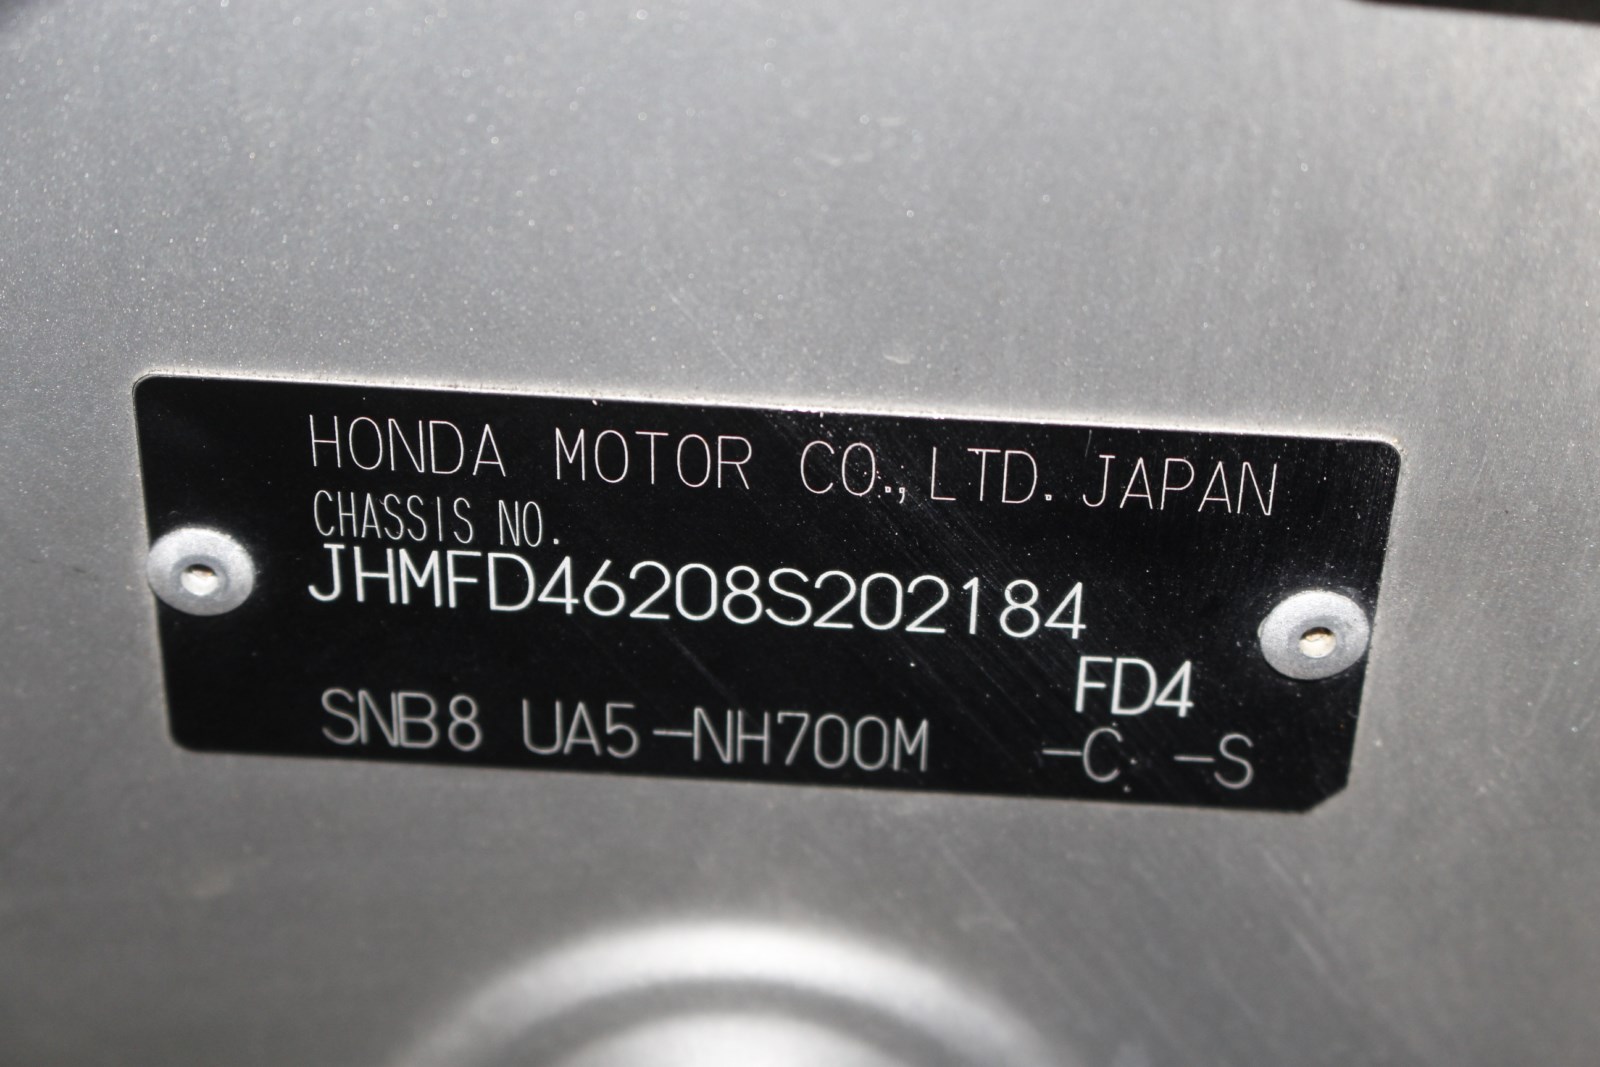 HONDA MOTOR CO., LTD. JAPAN
CHASSIS NO.
JHMFD46208S202184
FD4
SNB8 UA5-NH700M -C -S